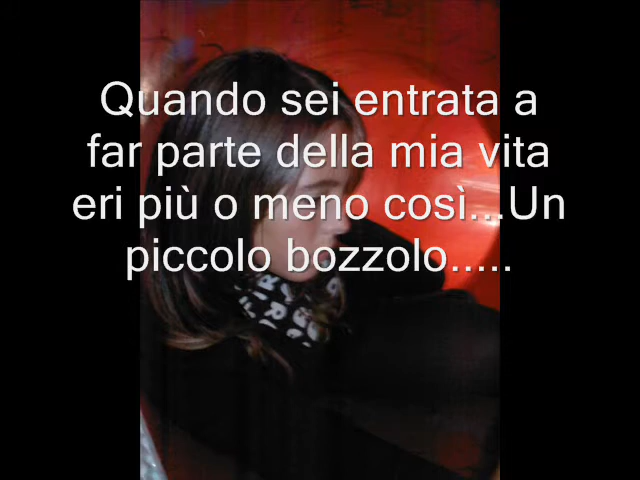 Quando sei entrata a
far parte della mia vita
eri più o meno così...Un
piccolo bozzolo.....